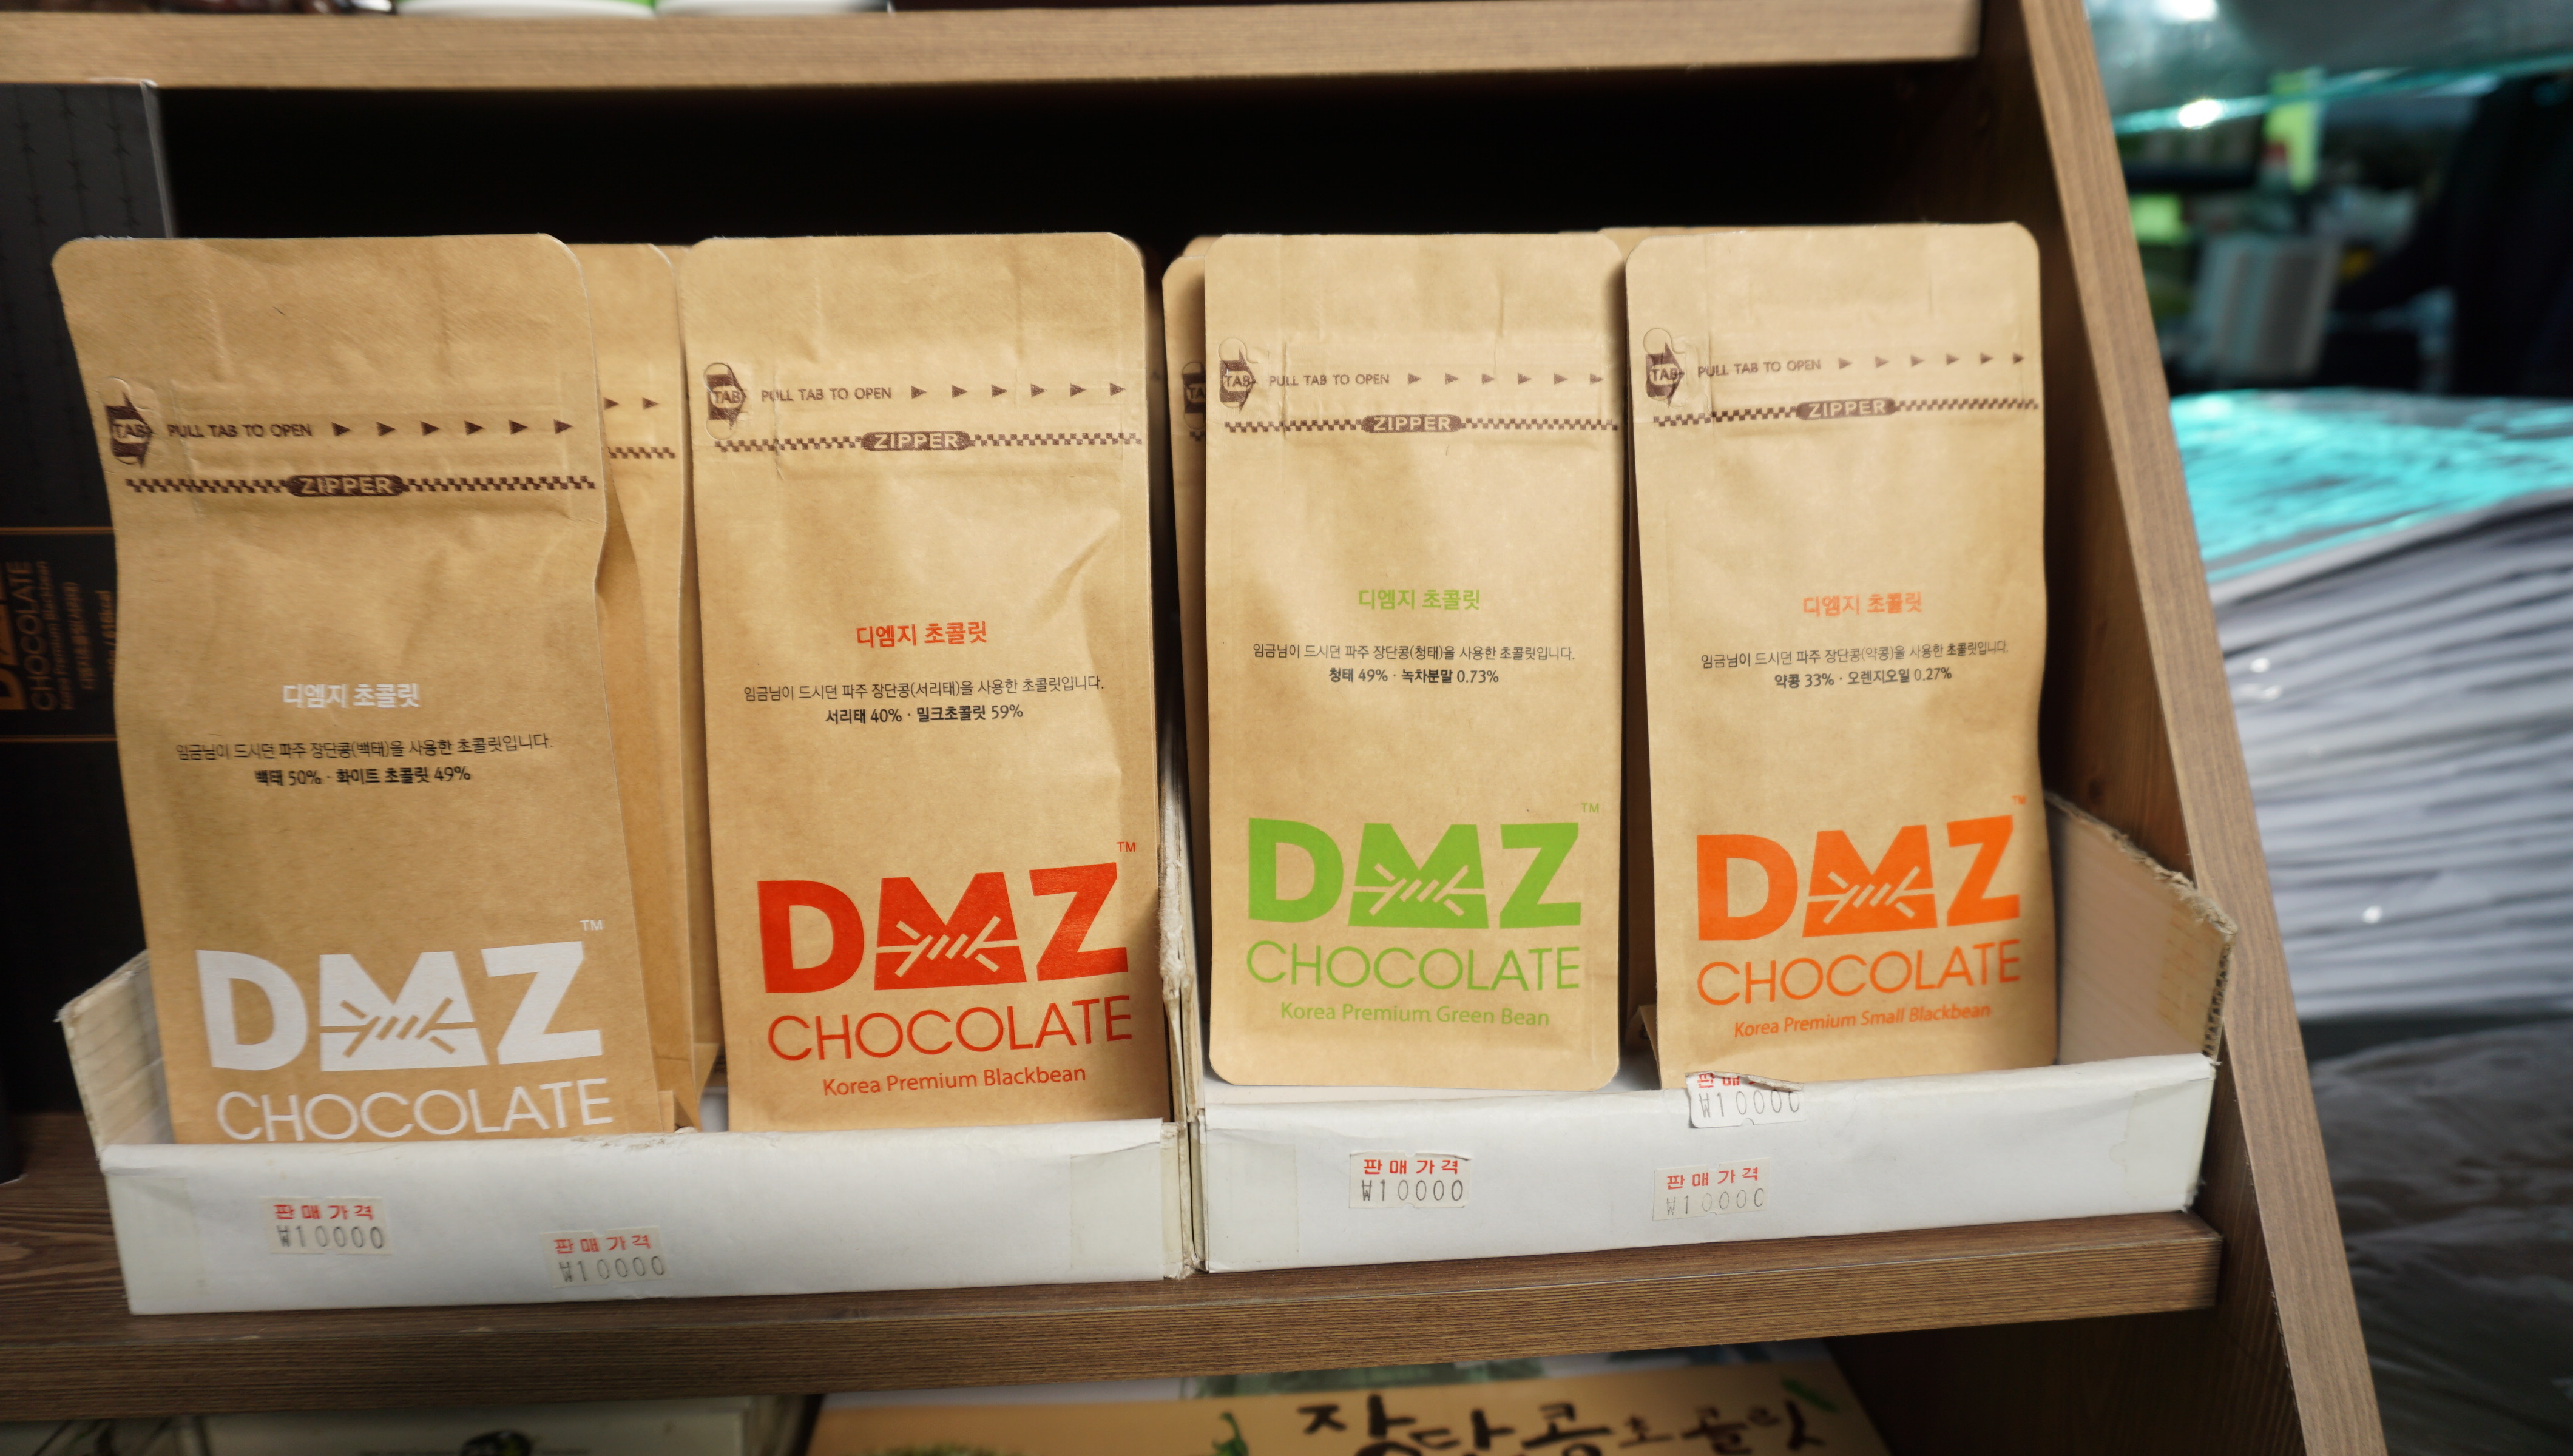 TAB PULL TAB TO OPEN
ZIPPER
디엠지 초콜릿
임금님이 드시던 파주 장단콩(백태)을 사용한 초콜릿입니다.
백태 50% · 화이트 초콜릿 49%
DMZ TM
CHOCOLATE
TAB PULL TAB TO OPEN
ZIPPER
디엠지 초콜릿
임금님이 드시던 파주 장단콩(서리태)을 사용한 초콜릿입니다.
서리태 40% · 밀크초콜릿 59%
DMZ TM
CHOCOLATE
Korea Premium Blackbean
TAB PULL TAB TO OPEN
ZIPPER
디엠지 초콜릿
임금님이 드시던 파주 장단콩(청태)을 사용한 초콜릿입니다.
청태 49% · 녹차분말 0.73%
DMZ TM
CHOCOLATE
Korea Premium Green Bean
TAB PULL TAB TO OPEN
ZIPPER
디엠지 초콜릿
임금님이 드시던 파주 장단콩(약콩)을 사용한 초콜릿입니다.
약콩 33% · 오렌지오일 0.27%
DMZ TM
CHOCOLATE
Korea Premium Small Blackbean
CHOCOLATE
판매가격
₩10000
판매가격
₩10000
판매가격
₩10000
판매가격
₩10000
₩10000
장단콩초콜릿